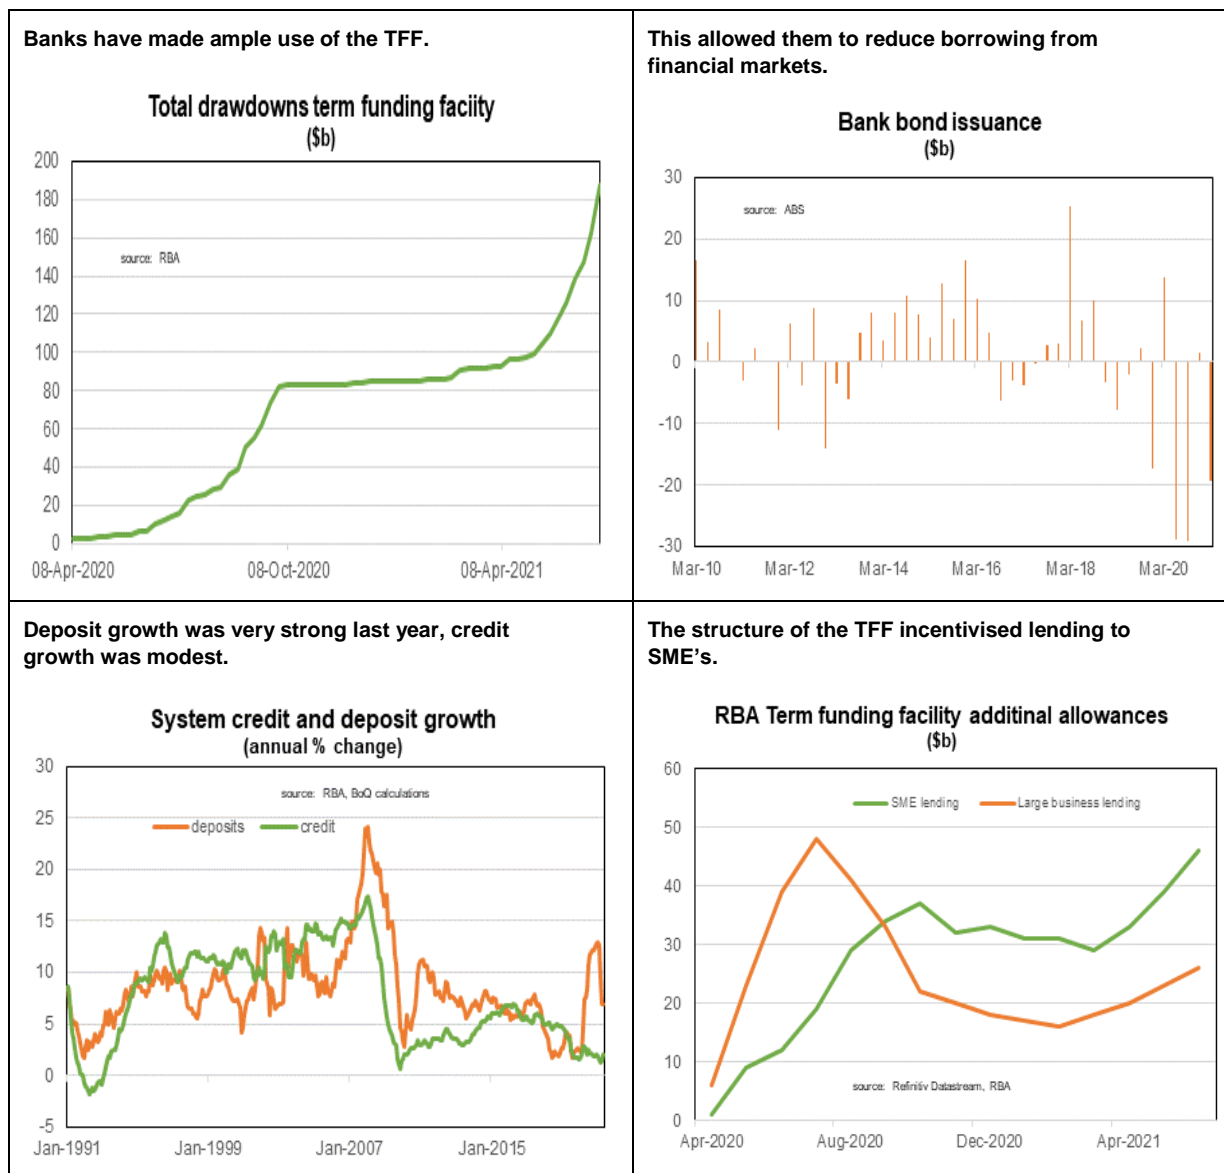 Banks have made ample use of the TFF.
Total drawdowns term funding faciity
($b)
200
180
160
140
120
100
80
60
40
20
0
source: RBA
08-Apr-2020
08-Oct-2020
08-Apr-2021
This allowed them to reduce borrowing from
financial markets.
Bank bond issuance
($b)
30
20
10
0
-10
-20
-30
source: ABS
Mar-10
Mar-12
Mar-14
Mar-16
Mar-18
Mar-20
Deposit growth was very strong last year, credit
growth was modest.
System credit and deposit growth
(annual % change)
30
25
20
15
10
5
0
-5
source: RBA, BoQ calculations
deposits
credit
Jan-1991
Jan-1999
Jan-2007
Jan-2015
The structure of the TFF incentivised lending to
SME’s.
RBA Term funding facility additinal allowances
($b)
60
50
40
30
20
10
0
SME lending
Large business lending
source: Refinitiv Datastream, RBA
Apr-2020
Aug-2020
Dec-2020
Apr-2021